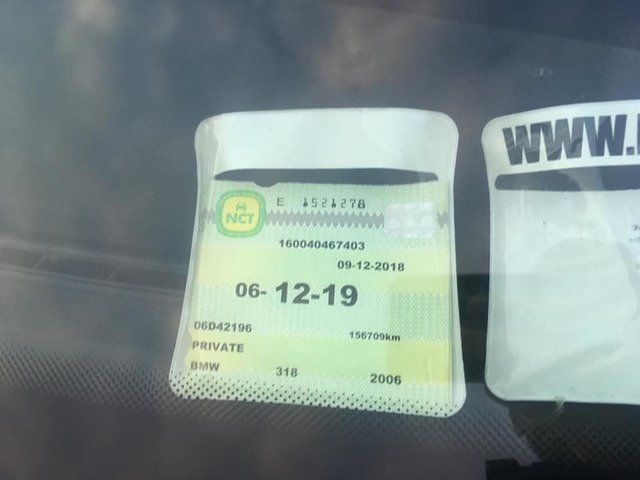 WWW.
E 1521278
NCT
160040467403
09-12-2018
06- 12-19
06D42196
156709km
PRIVATE
BMW 318 2006